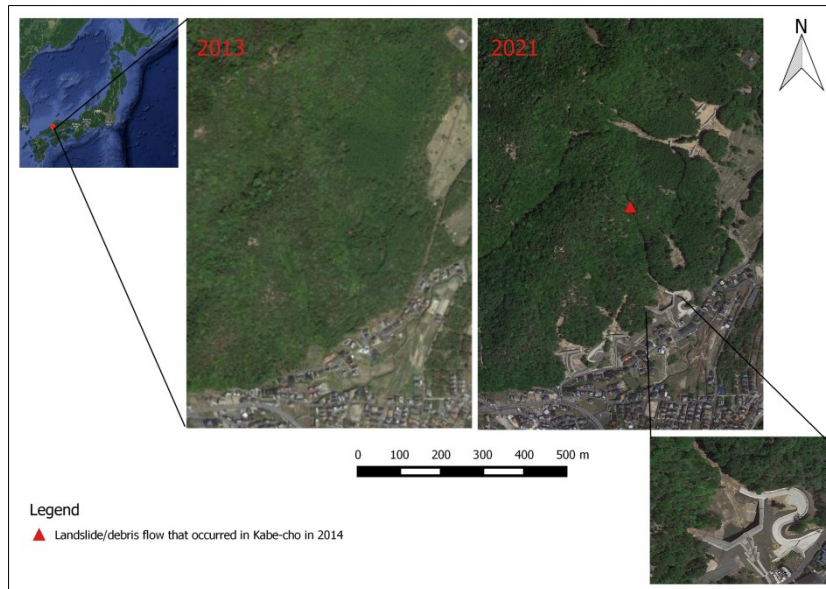 2013
2021
N
0 100 200 300 400 500 m
Legend
Landslide/debris flow that occurred in Kabe-cho in 2014